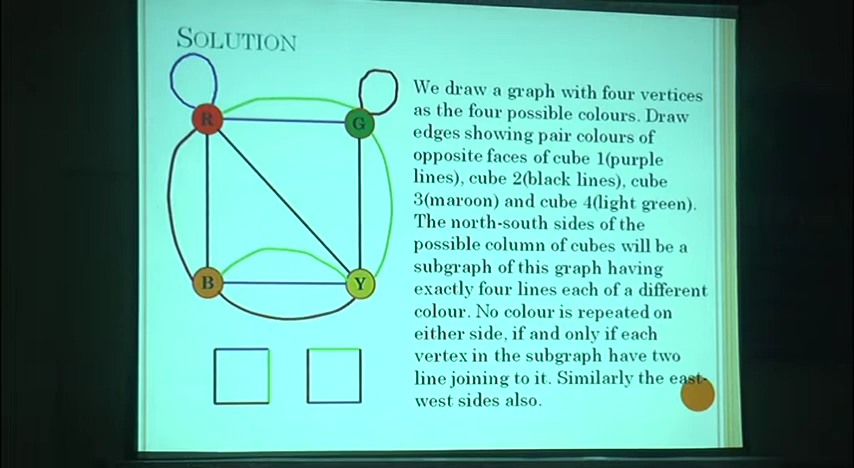 SOLUTION
R
G
B
Y
We draw a graph with four vertices
as the four possible colours. Draw
edges showing pair colours of
opposite faces of cube 1(purple
lines), cube 2(black lines), cube
3(maroon) and cube 4(light green).
The north-south sides of the
possible column of cubes will be a
subgraph of this graph having
exactly four lines each of a different
colour. No colour is repeated on
either side, if and only if each
vertex in the subgraph have two
line joining to it. Similarly the east-
west sides also.